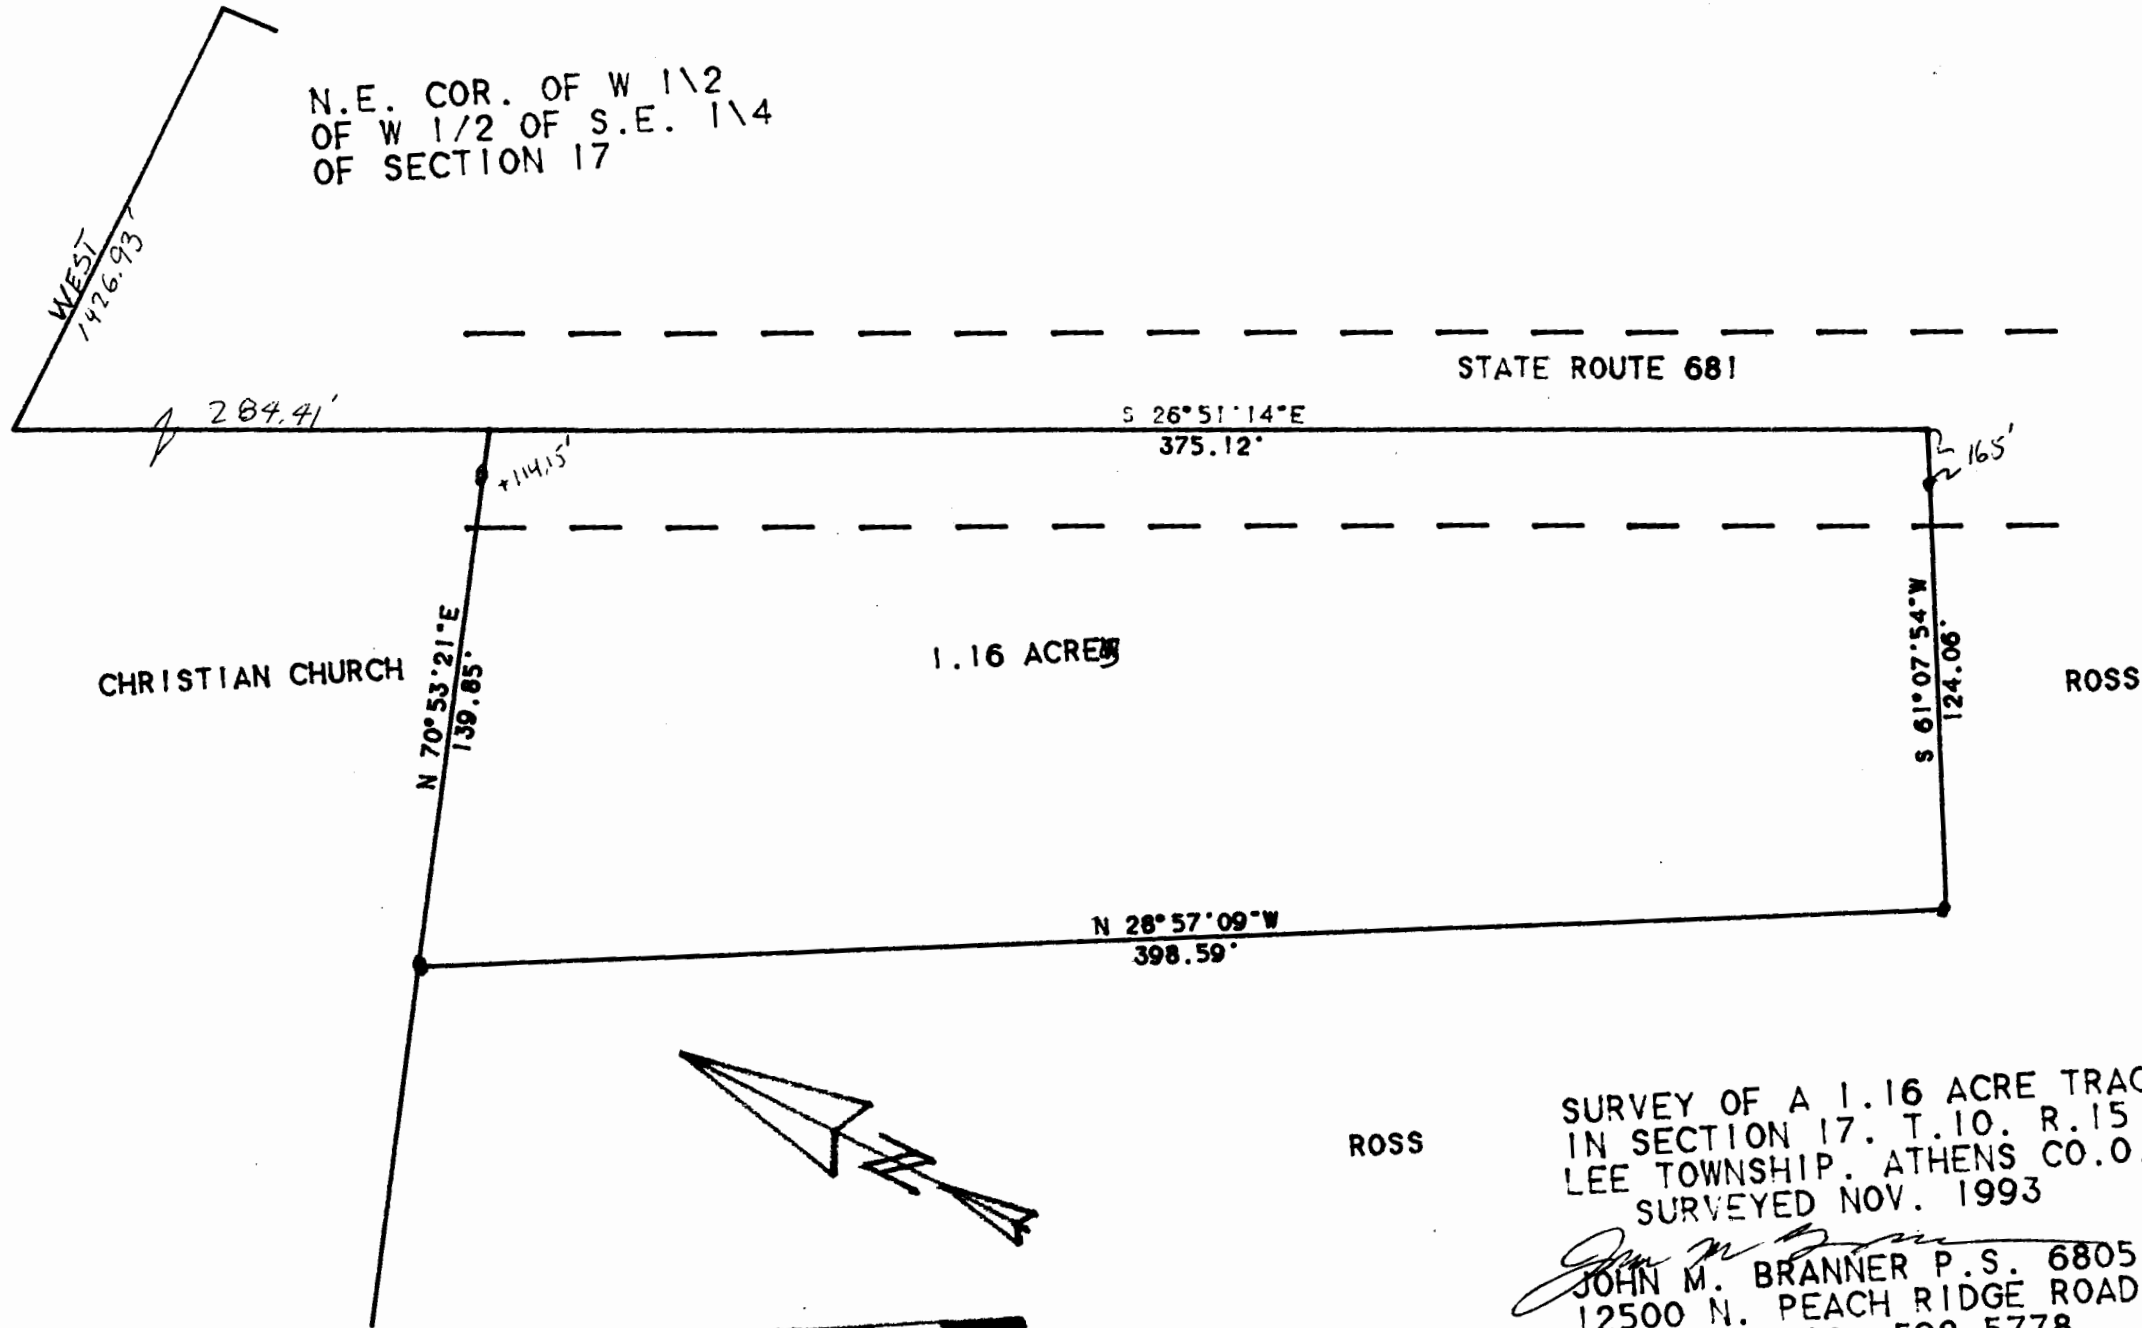 N.E. COR. OF W 1\2
OF W 1/2 OF S.E. 1\4
OF SECTION 17
WEST
1426.93'
STATE ROUTE 681
284.41'
S 26°51'14"E
375.12'
+114.15'
165'
CHRISTIAN CHURCH
N 70°53'21"E
139.85'
1.16 ACRES
S 61°07'54"W
124.06'
ROSS
N 28°57'09"W
398.59'
ROSS
SURVEY OF A 1.16 ACRE TRAC
IN SECTION 17. T.10. R.15
LEE TOWNSHIP. ATHENS CO.O.
SURVEYED NOV. 1993
JOHN M. BRANNER P.S. 6805
12500 N. PEACH RIDGE ROAD
5778